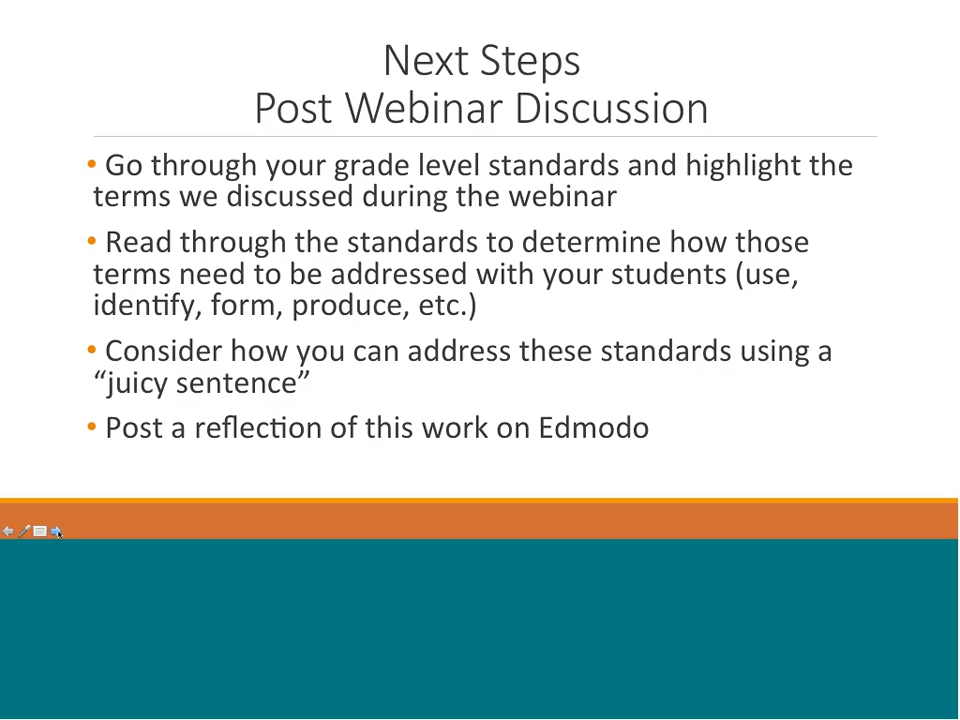 Next Steps
Post Webinar Discussion
• Go through your grade level standards and highlight the
terms we discussed during the webinar
• Read through the standards to determine how those
terms need to be addressed with your students (use,
identify, form, produce, etc.)
• Consider how you can address these standards using a
“juicy sentence”
• Post a reflection of this work on Edmodo